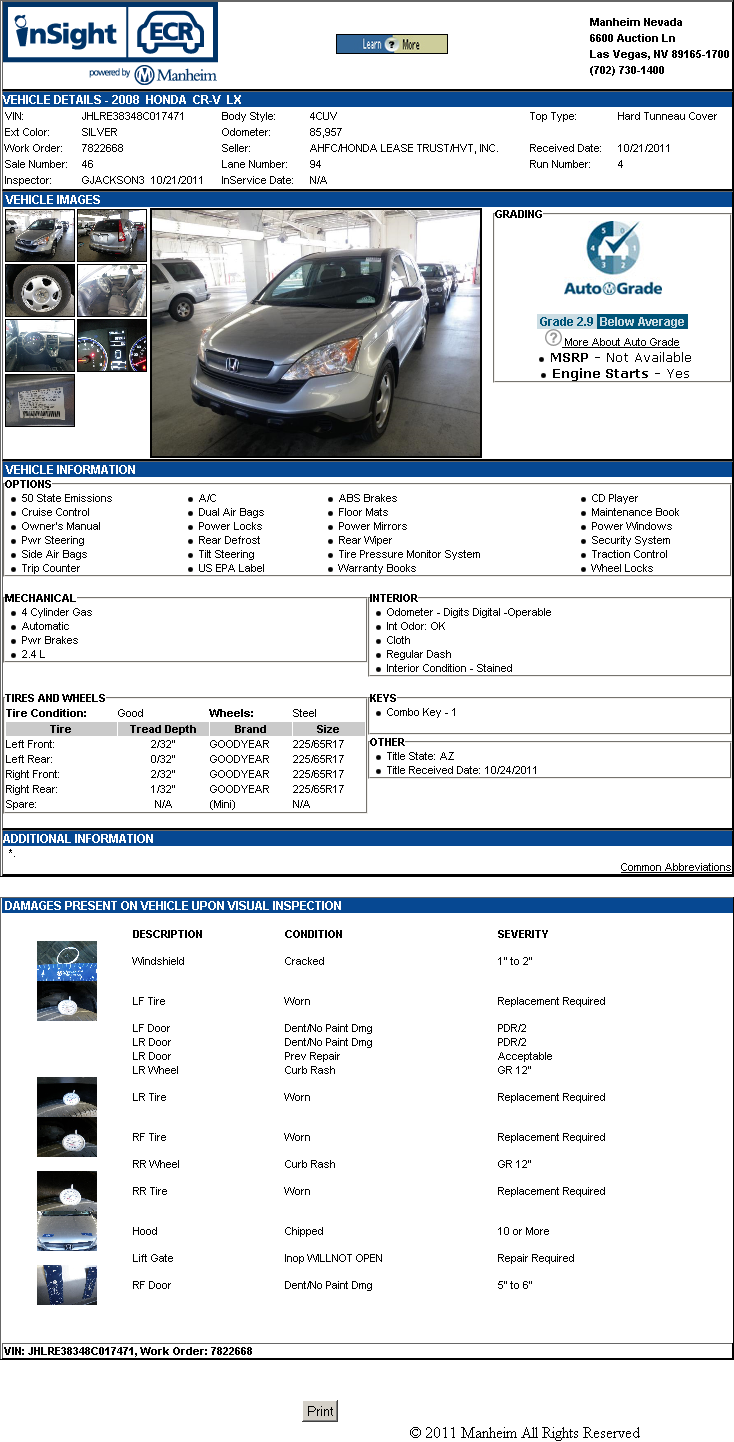 inSight ECR
powered by Manheim
Learn ? More
Manheim Nevada
6600 Auction Ln
Las Vegas, NV 89165-1700
(702) 730-1400
VEHICLE DETAILS - 2008 HONDA CR-V LX
VIN: JHLRE38348C017471 Body Style: 4CUV Top Type: Hard Tunneau Cover
Ext Color: SILVER Odometer: 85,957
Work Order: 7822668 Seller: AHFC/HONDA LEASE TRUST/HVT, INC. Received Date: 10/21/2011
Sale Number: 46 Lane Number: 94 Run Number: 4
Inspector: GJACKSON3 10/21/2011 InService Date: N/A
VEHICLE IMAGES
GRADING
5.0
4
3
2
1
AutoGrade
Grade 2.9 Below Average
? More About Auto Grade
• MSRP - Not Available
• Engine Starts - Yes
VEHICLE INFORMATION
OPTIONS
• 50 State Emissions • A/C • ABS Brakes • CD Player
• Cruise Control • Dual Air Bags • Floor Mats • Maintenance Book
• Owner's Manual • Power Locks • Power Mirrors • Power Windows
• Pwr Steering • Rear Defrost • Rear Wiper • Security System
• Side Air Bags • Tilt Steering • Tire Pressure Monitor System • Traction Control
• Trip Counter • US EPA Label • Warranty Books • Wheel Locks
MECHANICAL
• 4 Cylinder Gas
• Automatic
• Pwr Brakes
• 2.4 L
INTERIOR
• Odometer - Digits Digital -Operable
• Int Odor: OK
• Cloth
• Regular Dash
• Interior Condition - Stained
TIRES AND WHEELS
Tire Condition: Good Wheels: Steel
Tire Tread Depth Brand Size
Left Front: 2/32" GOODYEAR 225/65R17
Left Rear: 0/32" GOODYEAR 225/65R17
Right Front: 2/32" GOODYEAR 225/65R17
Right Rear: 1/32" GOODYEAR 225/65R17
Spare: N/A (Mini) N/A
KEYS
• Combo Key - 1
OTHER
• Title State: AZ
• Title Received Date: 10/24/2011
ADDITIONAL INFORMATION
*.
Common Abbreviations
DAMAGES PRESENT ON VEHICLE UPON VISUAL INSPECTION
DESCRIPTION CONDITION SEVERITY
Windshield Cracked 1" to 2"
LF Tire Worn Replacement Required
LF Door Dent/No Paint Dmg PDR/2
LR Door Dent/No Paint Dmg PDR/2
LR Door Prev Repair Acceptable
LR Wheel Curb Rash GR 12"
LR Tire Worn Replacement Required
RF Tire Worn Replacement Required
RR Wheel Curb Rash GR 12"
RR Tire Worn Replacement Required
Hood Chipped 10 or More
Lift Gate Inop WILLNOT OPEN Repair Required
RF Door Dent/No Paint Dmg 5" to 6"
VIN: JHLRE38348C017471, Work Order: 7822668
Print
© 2011 Manheim All Rights Reserved